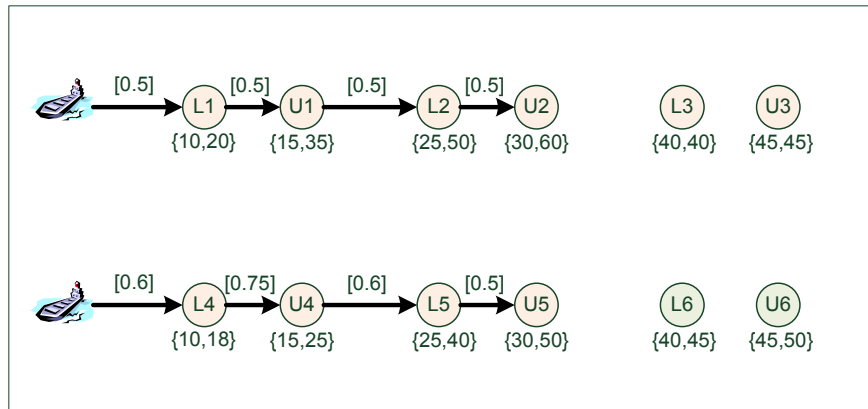 [0.5] [0.5] [0.5] [0.5]
L1 U1 L2 U2 L3 U3
{10,20} {15,35} {25,50} {30,60} {40,40} {45,45}
[0.6] [0.75] [0.6] [0.5]
L4 U4 L5 U5 L6 U6
{10,18} {15,25} {25,40} {30,50} {40,45} {45,50}